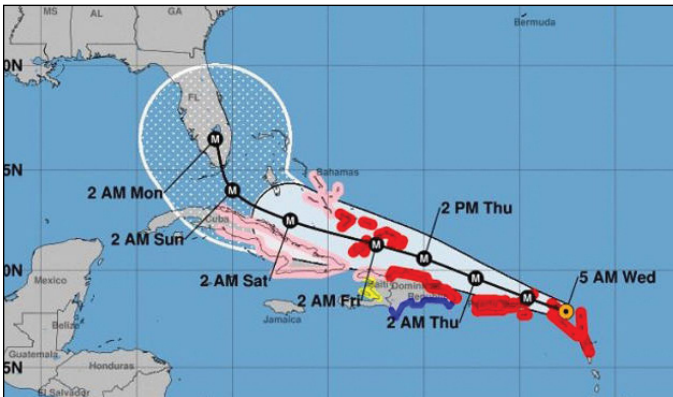 MS
AL
GA
Bermuda
0N
FL
M
5N
Bahamas
2 AM Mon
M
2 PM Thu
Cuba
M
2 AM Sun
M
M
2 AM Sat
M
5 AM Wed
0N
Mexico
Haiti
M
2 AM Fri
Jamaica
2 AM Thu
Belize
Guatemala
Honduras
5N
El Salvador